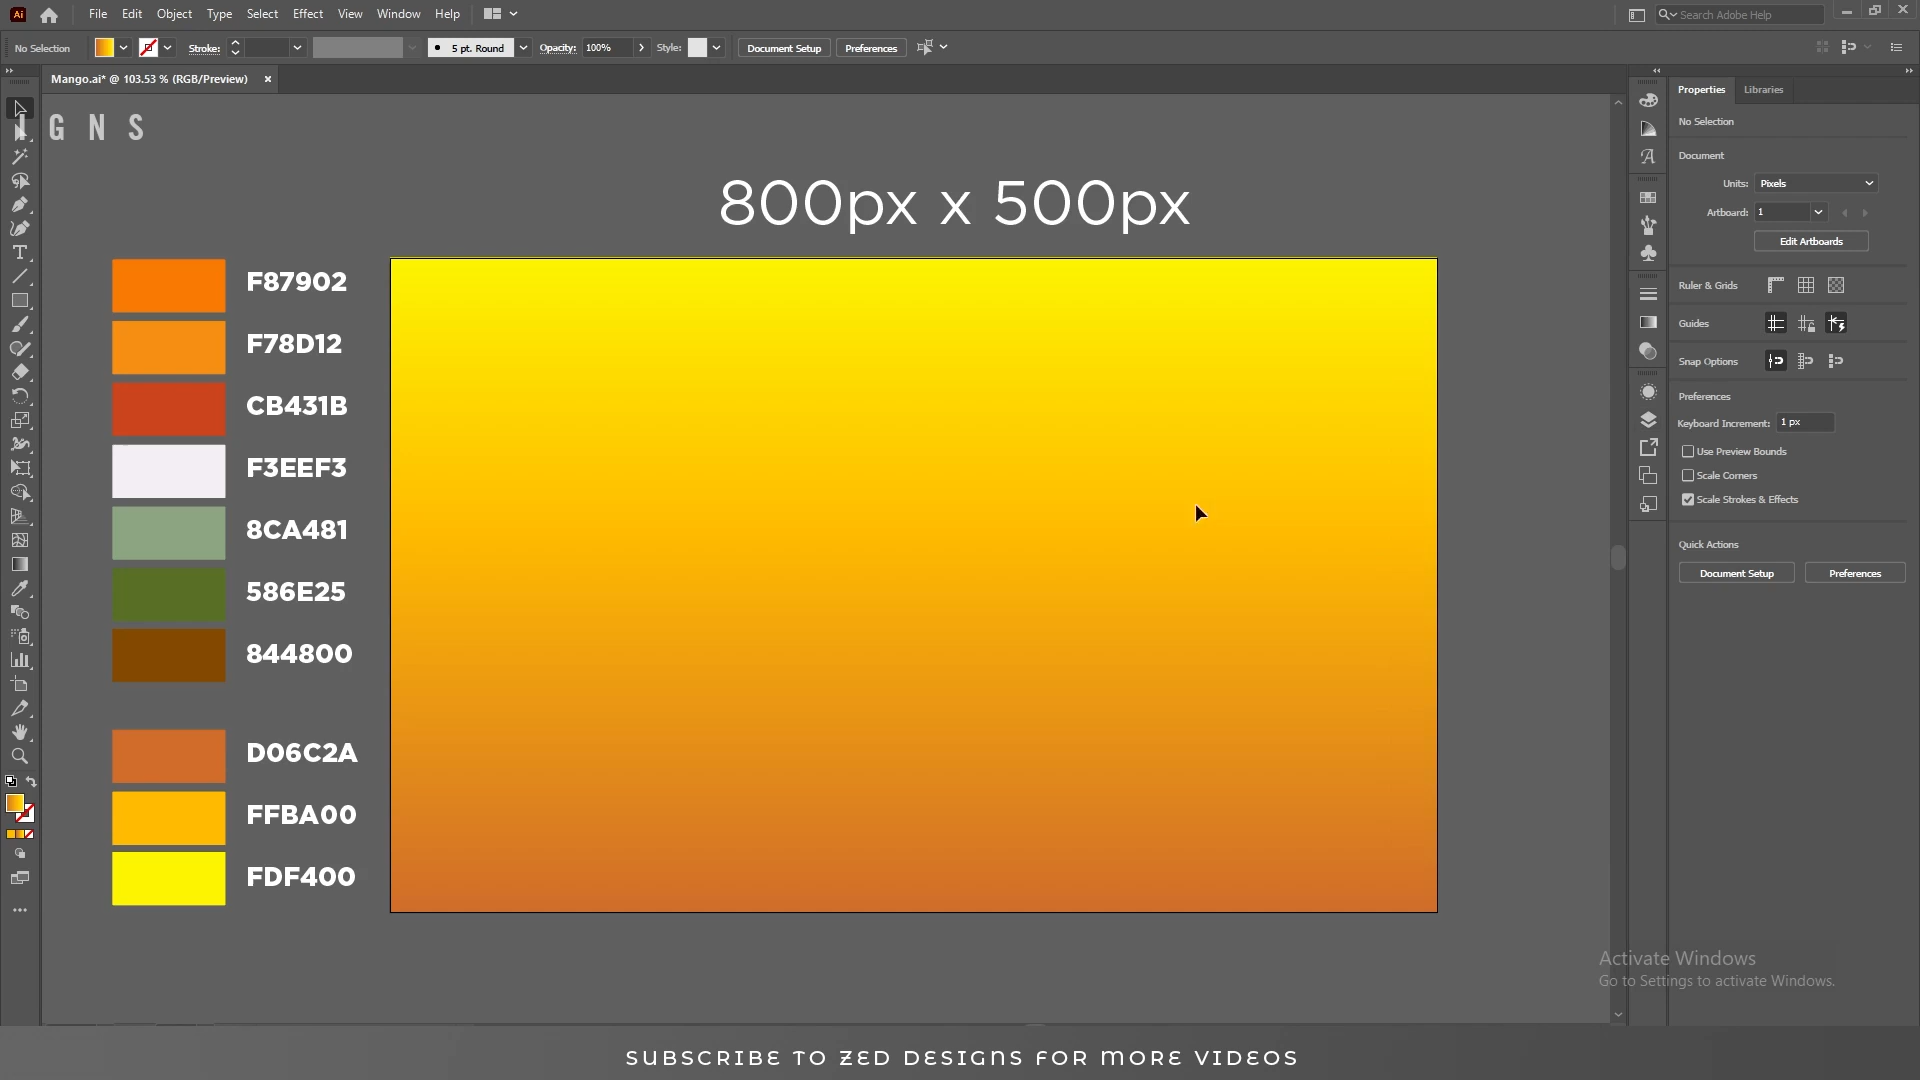 Ai File Edit Object Type Select Effect View Window Help Search Adobe Help
No Selection Stroke: 5 pt. Round Opacity: 100% Style: Document Setup Preferences
Mango.ai* @ 103.53 % (RGB/Preview) ×
G N S
800px x 500px
F87902
F78D12
CB431B
F3EEF3
8CA481
586E25
844800
D06C2A
FFBA00
FDF400
Properties Libraries
No Selection
Document
Units: Pixels
Artboard: 1
Edit Artboards
Ruler & Grids
Guides
Snap Options
Preferences
Keyboard Increment: 1 px
Use Preview Bounds
Scale Corners
Scale Strokes & Effects
Quick Actions
Document Setup Preferences
Activate Windows
Go to Settings to activate Windows.
SUBSCRIBE TO ZED DESIGNS FOR MORE VIDEOS